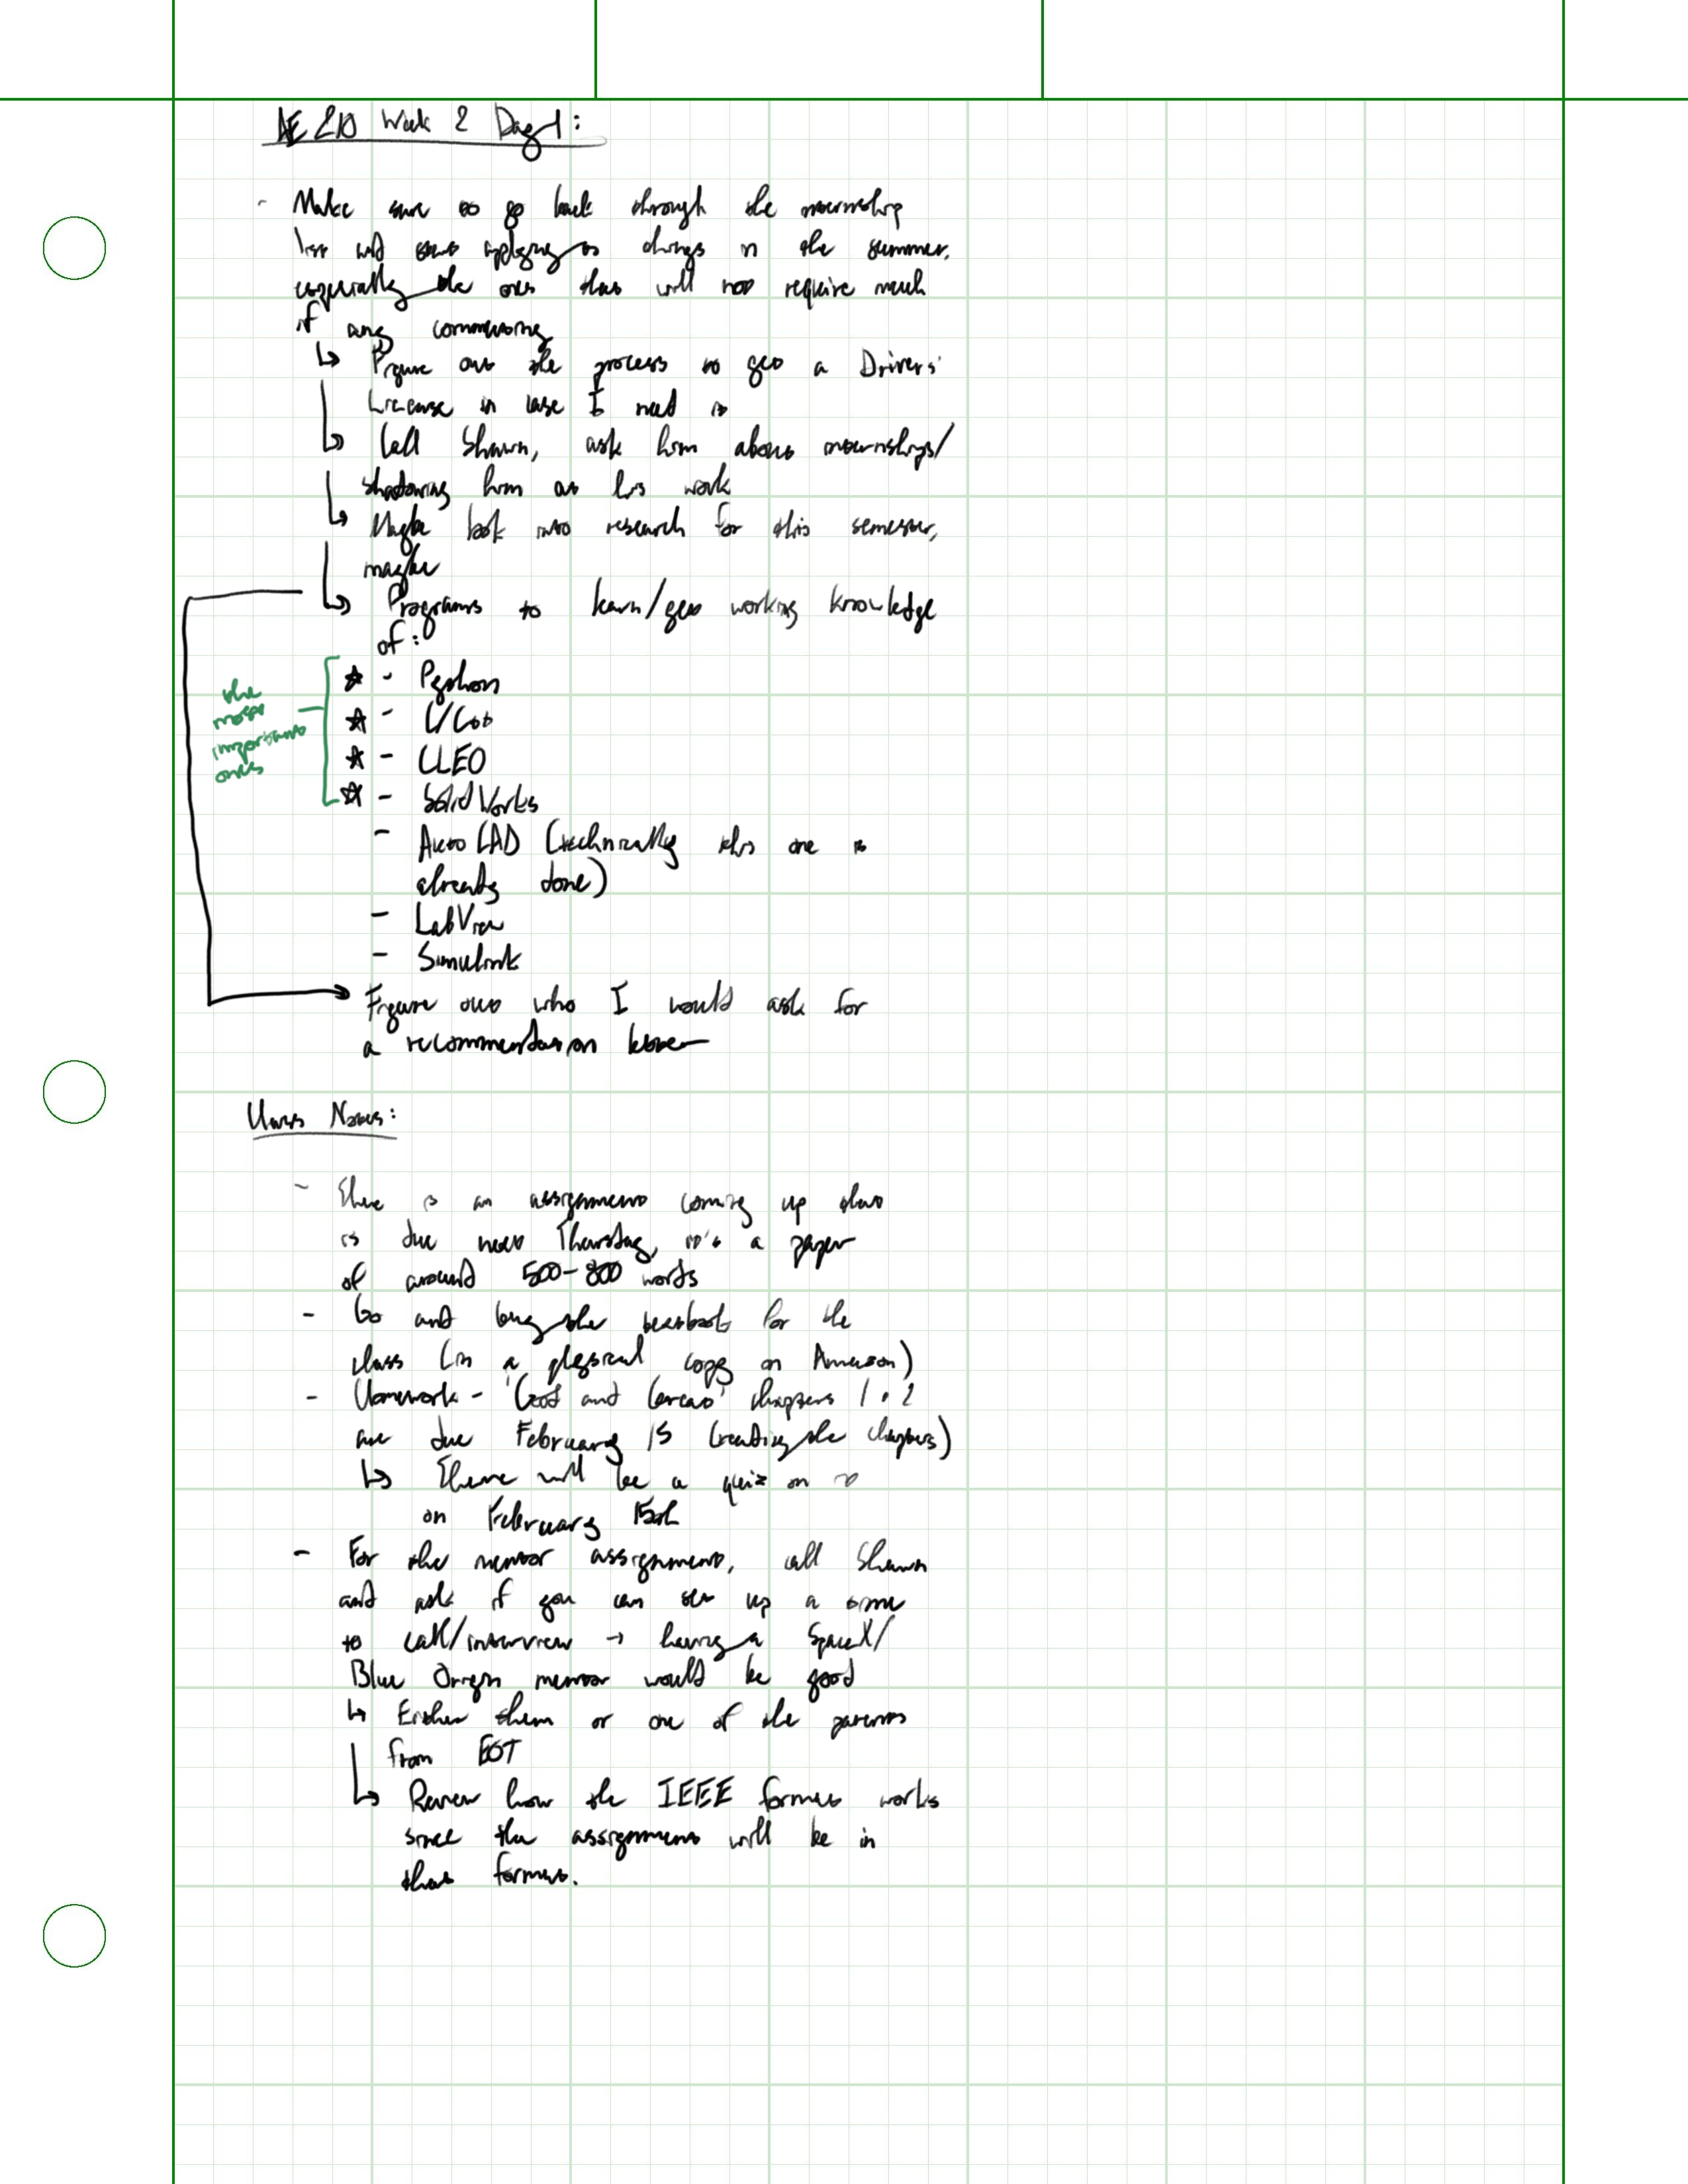 Week 2 Day 1:
- Make sure to go back through the internship
list and start applying to things in the summer,
especially the ones that will not require much
if any commuting
↳ Figure out the process to get a Drivers'
License in case I need it
↳ Call Shawn, ask him about internships/
shadowing him at his work
↳ Maybe look into research for this semester,
maybe
↳ Programs to learn/get working knowledge
of:
the
most
important
ones
☆ - Python
☆ -
☆ -
☆ - SolidWorks
- AutoCAD (technically this one is
already done)
- LabView
- Simulink
→ Figure out who I would ask for
a recommendation letter
Class Notes:
- There is an assignment coming up that
is due next Thursday, it's a paper
of around 500-800 words
- Go and buy the textbook for the
class (in a physical copy on Amazon)
- Homework - 'Good and Great' chapters 1 + 2
are due February 15 (reading the chapters)
↳ There will be a quiz on it
on February 15th
- For the mentor assignment, call Shawn
and ask if you can set up a time
to call/interview → having a SpaceX/
Blue Origin mentor would be good
↳ Either them or one of the parents
from EOT
↳ Review how the IEEE format works
since the assignment will be in
that format.